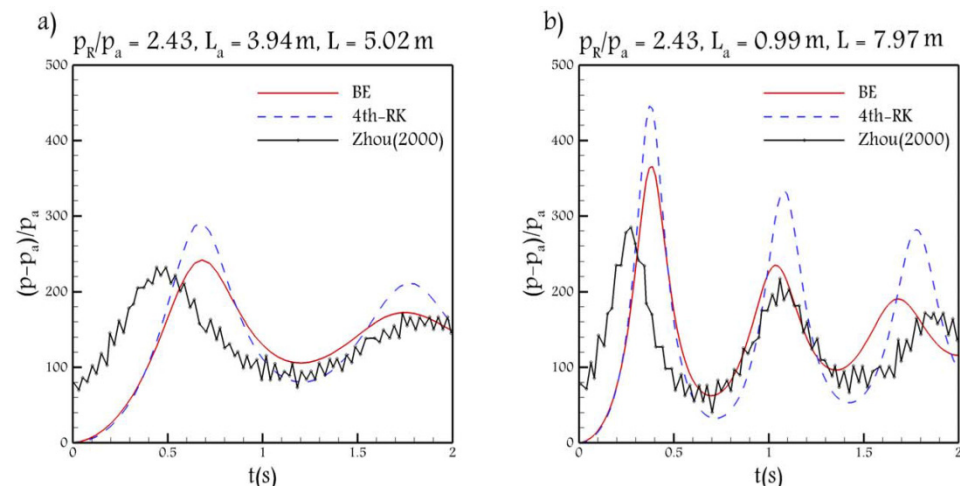 a)
p_R/p_a = 2.43, L_a = 3.94 m, L = 5.02 m
500
400
300
200
100
0
(p-p_a)/p_a
BE
4th-RK
Zhou(2000)
0 0.5 1 1.5 2
t(s)
b)
p_R/p_a = 2.43, L_a = 0.99 m, L = 7.97 m
500
400
300
200
100
0
(p-p_a)/p_a
BE
4th-RK
Zhou(2000)
0 0.5 1 1.5 2
t(s)